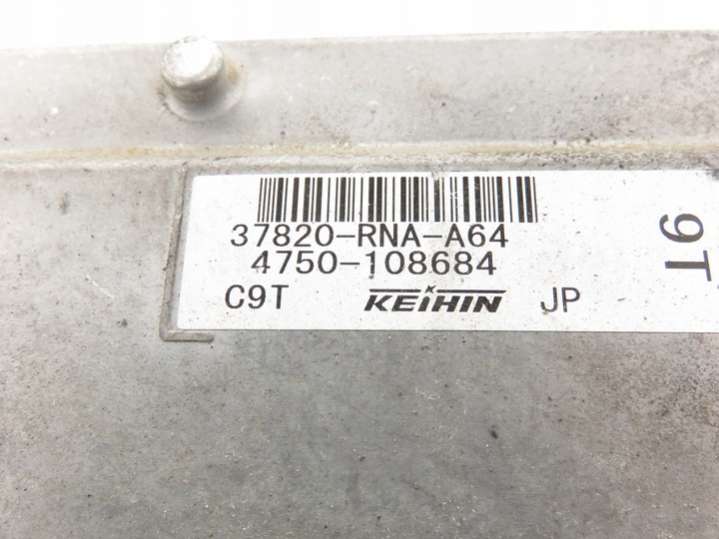 37820-RNA-A64
4750-108684
C9T KEIHIN JP
9T